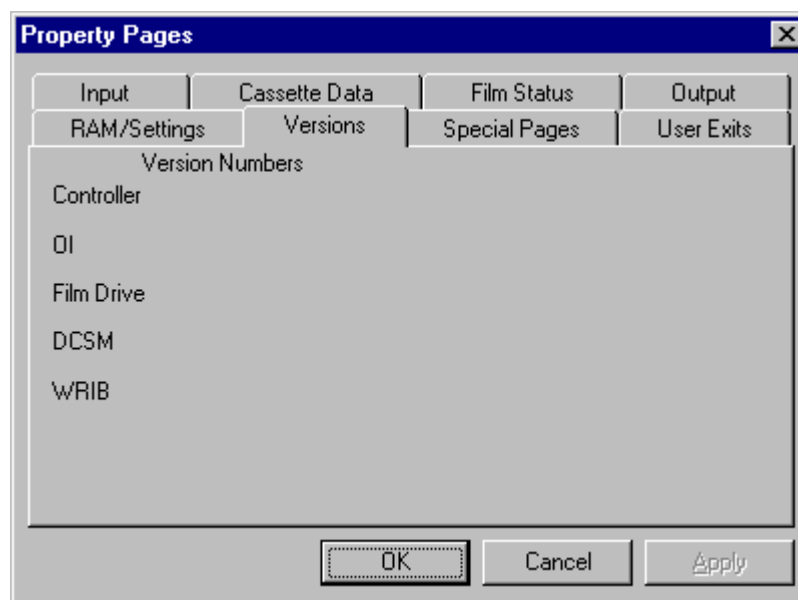 Property Pages
Input Cassette Data Film Status Output
RAM/Settings Versions Special Pages User Exits
Version Numbers
Controller
OI
Film Drive
DCSM
WRIB
OK Cancel Apply